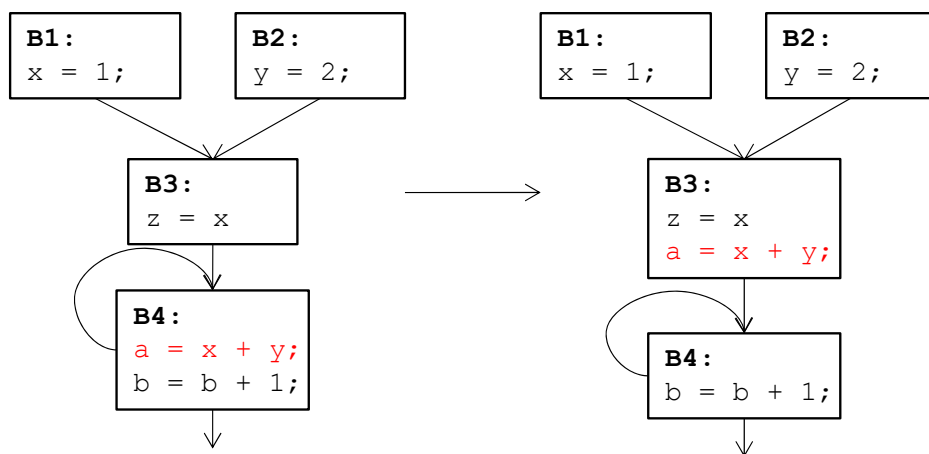 B1:
x = 1;
B2:
y = 2;
B3:
z = x
B4:
a = x + y;
b = b + 1;
B1:
x = 1;
B2:
y = 2;
B3:
z = x
a = x + y;
B4:
b = b + 1;